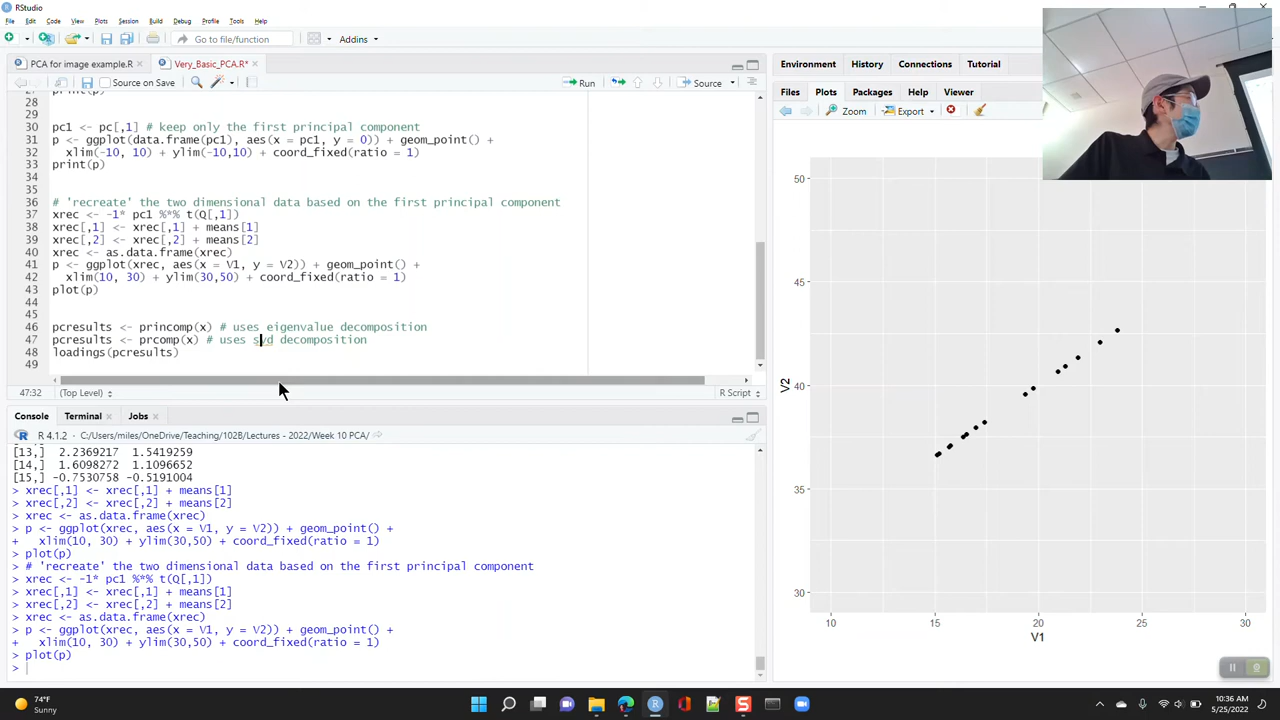 RStudio
File Edit Code View Plots Session Build Debug Profile Tools Help
Go to file/function
Addins
PCA for image example.R
Very_Basic_PCA.R*
Source on Save
Run
Source
28
29
30 pc1 <- pc[,1] # keep only the first principal component
31 p <- ggplot(data.frame(pc1), aes(x = pc1, y = 0)) + geom_point() +
32 xlim(-10, 10) + ylim(-10,10) + coord_fixed(ratio = 1)
33 print(p)
34
35
36 # 'recreate' the two dimensional data based on the first principal component
37 xrec <- -1* pc1 %*% t(Q[,1])
38 xrec[,1] <- xrec[,1] + means[1]
39 xrec[,2] <- xrec[,2] + means[2]
40 xrec <- as.data.frame(xrec)
41 p <- ggplot(xrec, aes(x = V1, y = V2)) + geom_point() +
42 xlim(10, 30) + ylim(30,50) + coord_fixed(ratio = 1)
43 plot(p)
44
45
46 pcresults <- princomp(x) # uses eigenvalue decomposition
47 pcresults <- prcomp(x) # uses svd decomposition
48 loadings(pcresults)
49
47:32 (Top Level) R Script
Console Terminal Jobs
R 4.1.2 · C:/Users/miles/OneDrive/Teaching/102B/Lectures - 2022/Week 10 PCA/
[13,] 2.2369217 1.5419259
[14,] 1.6098272 1.1096652
[15,] -0.7530758 -0.5191004
> xrec[,1] <- xrec[,1] + means[1]
> xrec[,2] <- xrec[,2] + means[2]
> xrec <- as.data.frame(xrec)
> p <- ggplot(xrec, aes(x = V1, y = V2)) + geom_point() +
+ xlim(10, 30) + ylim(30,50) + coord_fixed(ratio = 1)
> plot(p)
> # 'recreate' the two dimensional data based on the first principal component
> xrec <- -1* pc1 %*% t(Q[,1])
> xrec[,1] <- xrec[,1] + means[1]
> xrec[,2] <- xrec[,2] + means[2]
> xrec <- as.data.frame(xrec)
> p <- ggplot(xrec, aes(x = V1, y = V2)) + geom_point() +
+ xlim(10, 30) + ylim(30,50) + coord_fixed(ratio = 1)
> plot(p)
>
Environment History Connections Tutorial
Files Plots Packages Help Viewer
Zoom Export
50
45
V2
40
35
30
10 15 20 25 30
V1
74°F
Sunny
10:36 AM
5/25/2022